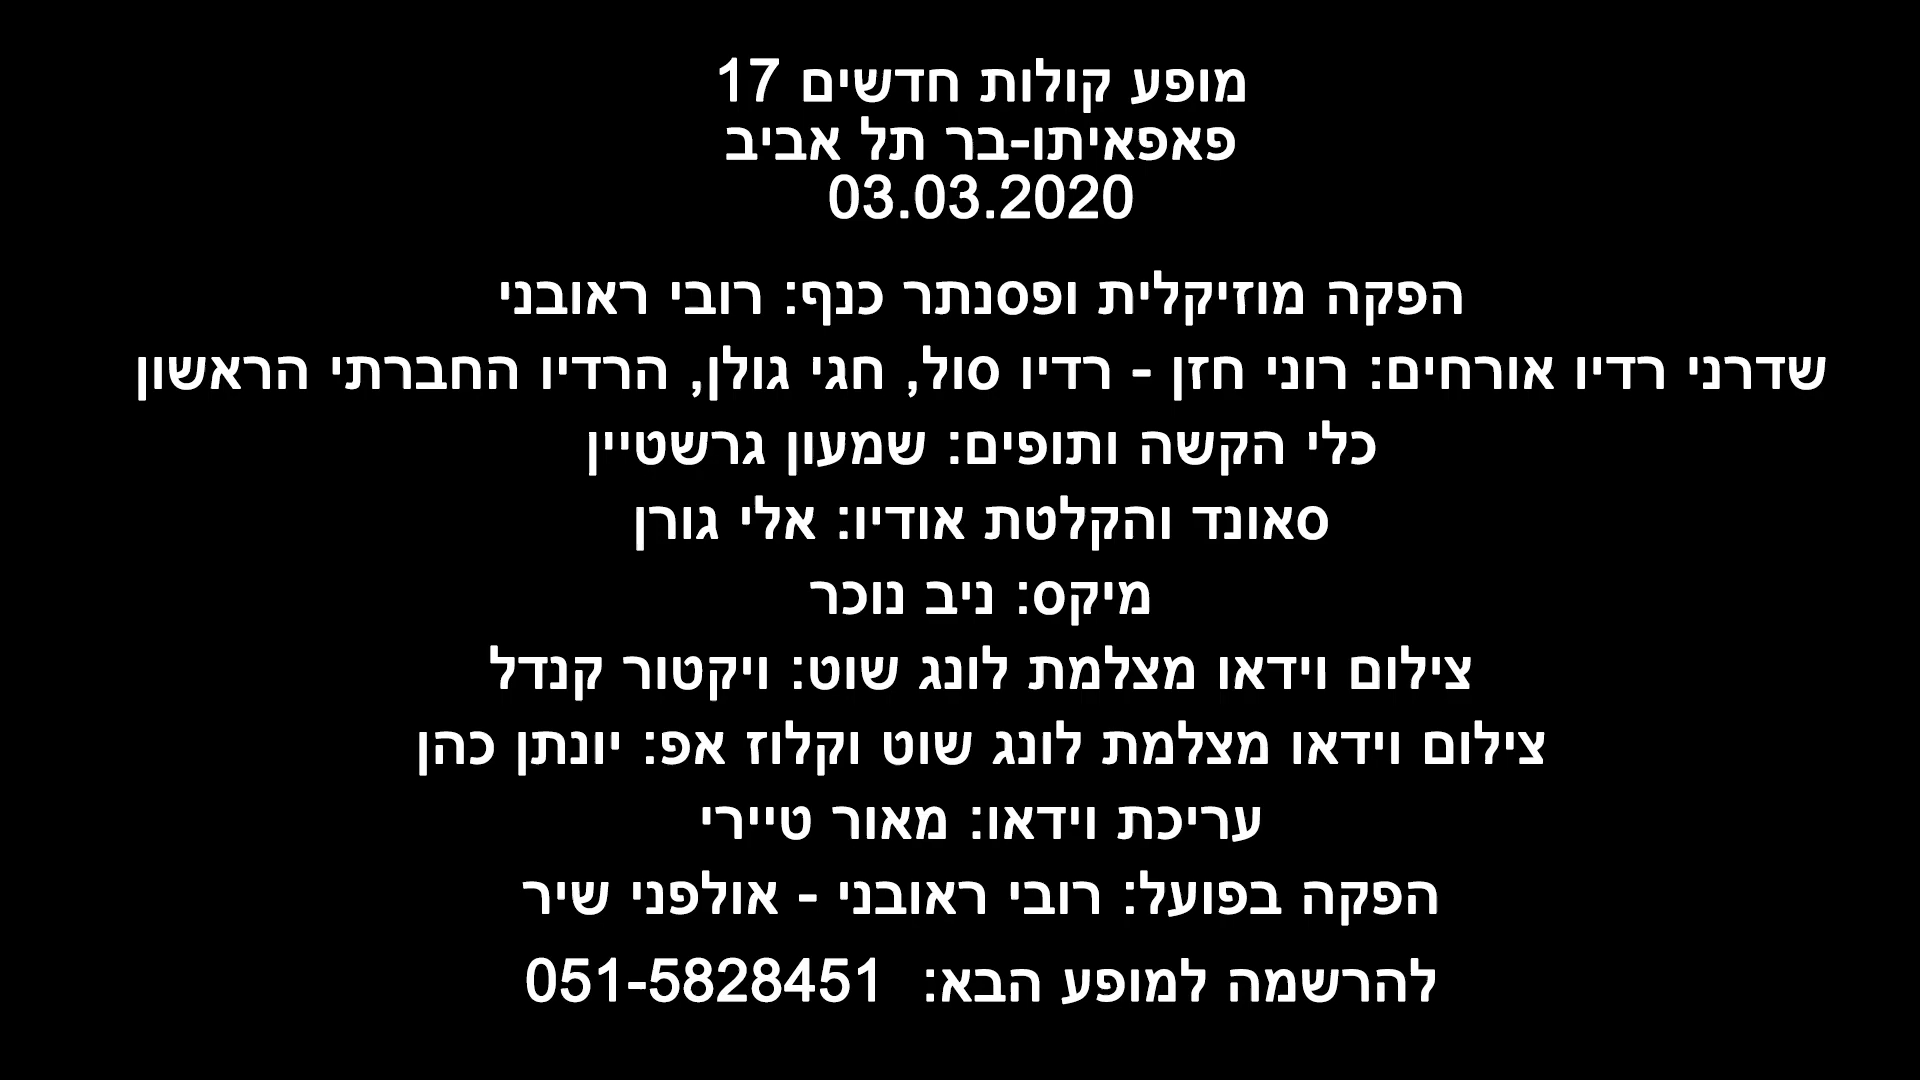 מופע קולות חדשים 17
פאפאיתו-בר תל אביב
03.03.2020
הפקה מוזיקלית ופסנתר כנף: רובי ראובני
שדרני רדיו אורחים: רוני חזן - רדיו סול, חגי גולן, הרדיו החברתי הראשון
כלי הקשה ותופים: שמעון גרשטיין
סאונד והקלטת אודיו: אלי גורן
מיקס: ניב נוכר
צילום וידאו מצלמת לונג שוט: ויקטור קנדל
צילום וידאו מצלמת לונג שוט וקלוז אפ: יונתן כהן
עריכת וידאו: מאור טיירי
הפקה בפועל: רובי ראובני - אולפני שיר
להרשמה למופע הבא: 051-5828451